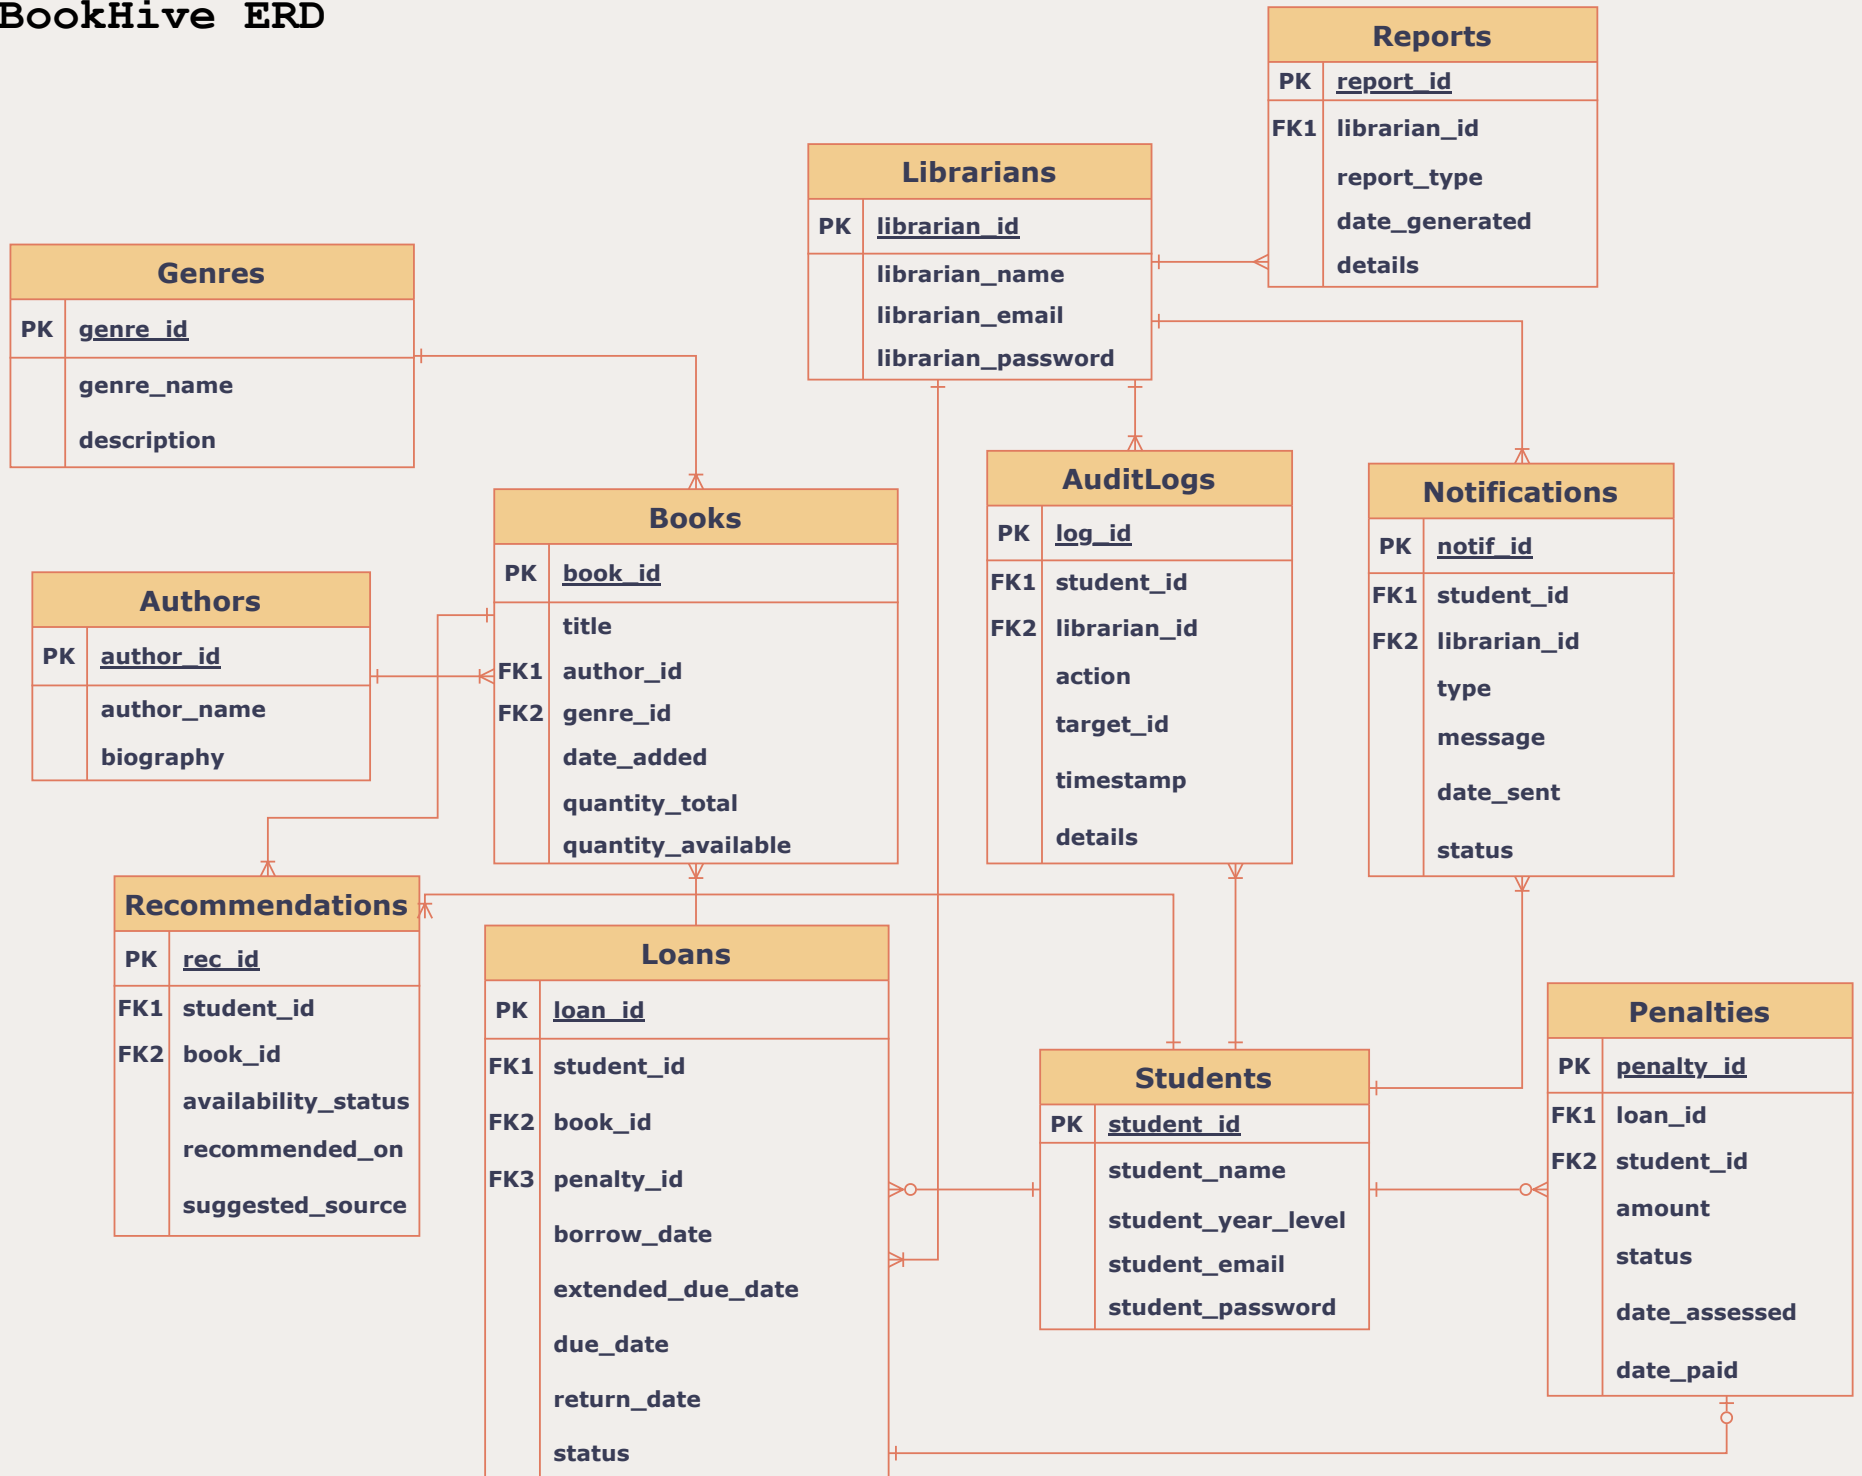 BookHive ERD
Reports
PK report_id
FK1 librarian_id
report_type
date_generated
details
Librarians
PK librarian_id
librarian_name
librarian_email
librarian_password
Genres
PK genre_id
genre_name
description
Books
PK book_id
title
FK1 author_id
FK2 genre_id
date_added
quantity_total
quantity_available
AuditLogs
PK log_id
FK1 student_id
FK2 librarian_id
action
target_id
timestamp
details
Notifications
PK notif_id
FK1 student_id
FK2 librarian_id
type
message
date_sent
status
Authors
PK author_id
author_name
biography
Recommendations
PK rec_id
FK1 student_id
FK2 book_id
availability_status
recommended_on
suggested_source
Loans
PK loan_id
FK1 student_id
FK2 book_id
FK3 penalty_id
borrow_date
extended_due_date
due_date
return_date
status
Students
PK student_id
student_name
student_year_level
student_email
student_password
Penalties
PK penalty_id
FK1 loan_id
FK2 student_id
amount
status
date_assessed
date_paid